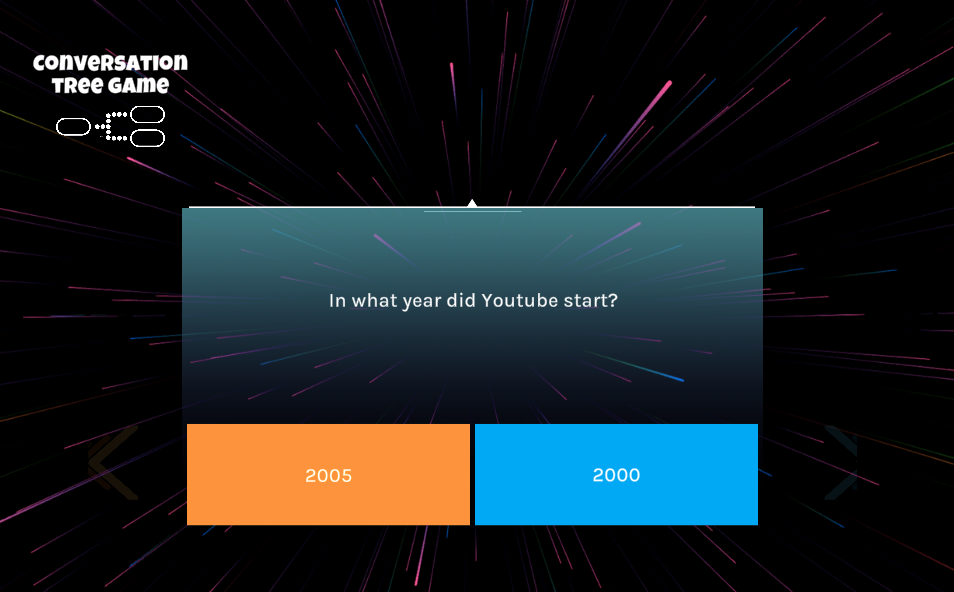 Conversation
Tree Game
In what year did Youtube start?
2005
2000